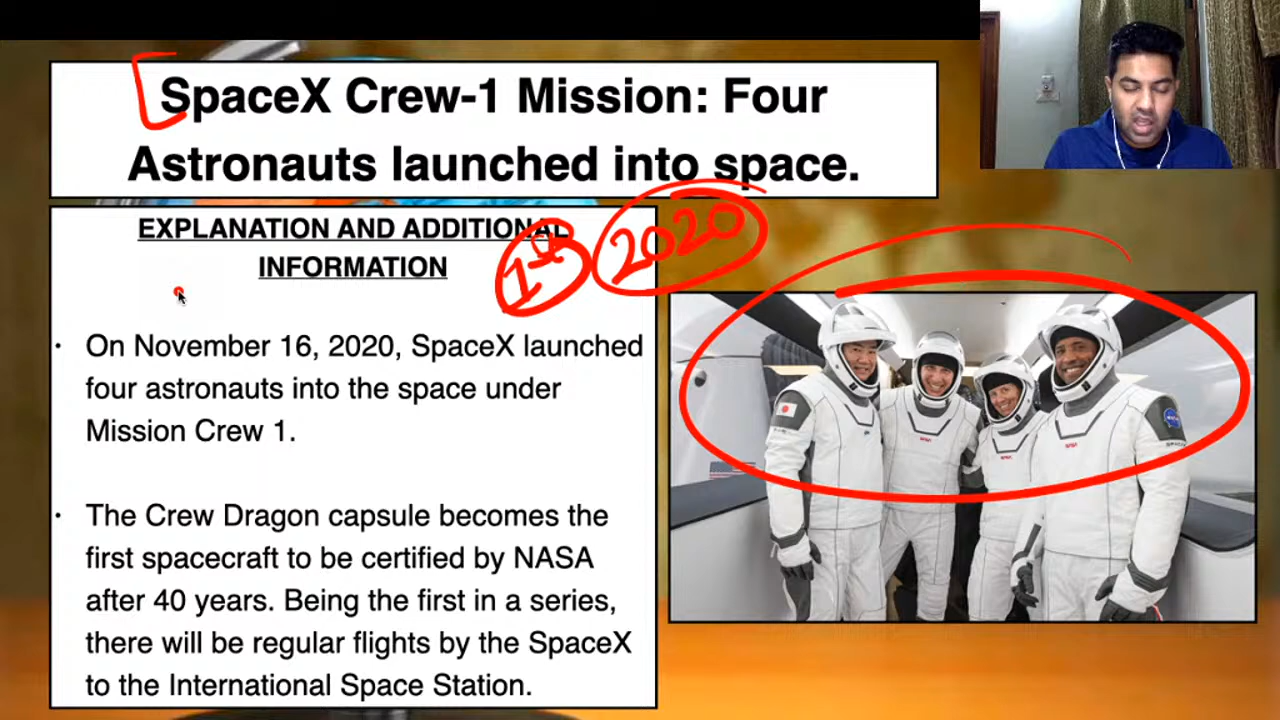 SpaceX Crew-1 Mission: Four
Astronauts launched into space.
EXPLANATION AND ADDITIONAL
INFORMATION
1st 2020
• On November 16, 2020, SpaceX launched
four astronauts into the space under
Mission Crew 1.
• The Crew Dragon capsule becomes the
first spacecraft to be certified by NASA
after 40 years. Being the first in a series,
there will be regular flights by the SpaceX
to the International Space Station.